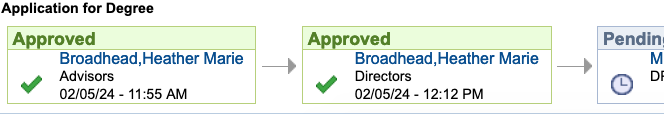 Application for Degree
Approved
Broadhead,Heather Marie
Advisors
02/05/24 - 11:55 AM
Approved
Broadhead,Heather Marie
Directors
02/05/24 - 12:12 PM
Pending